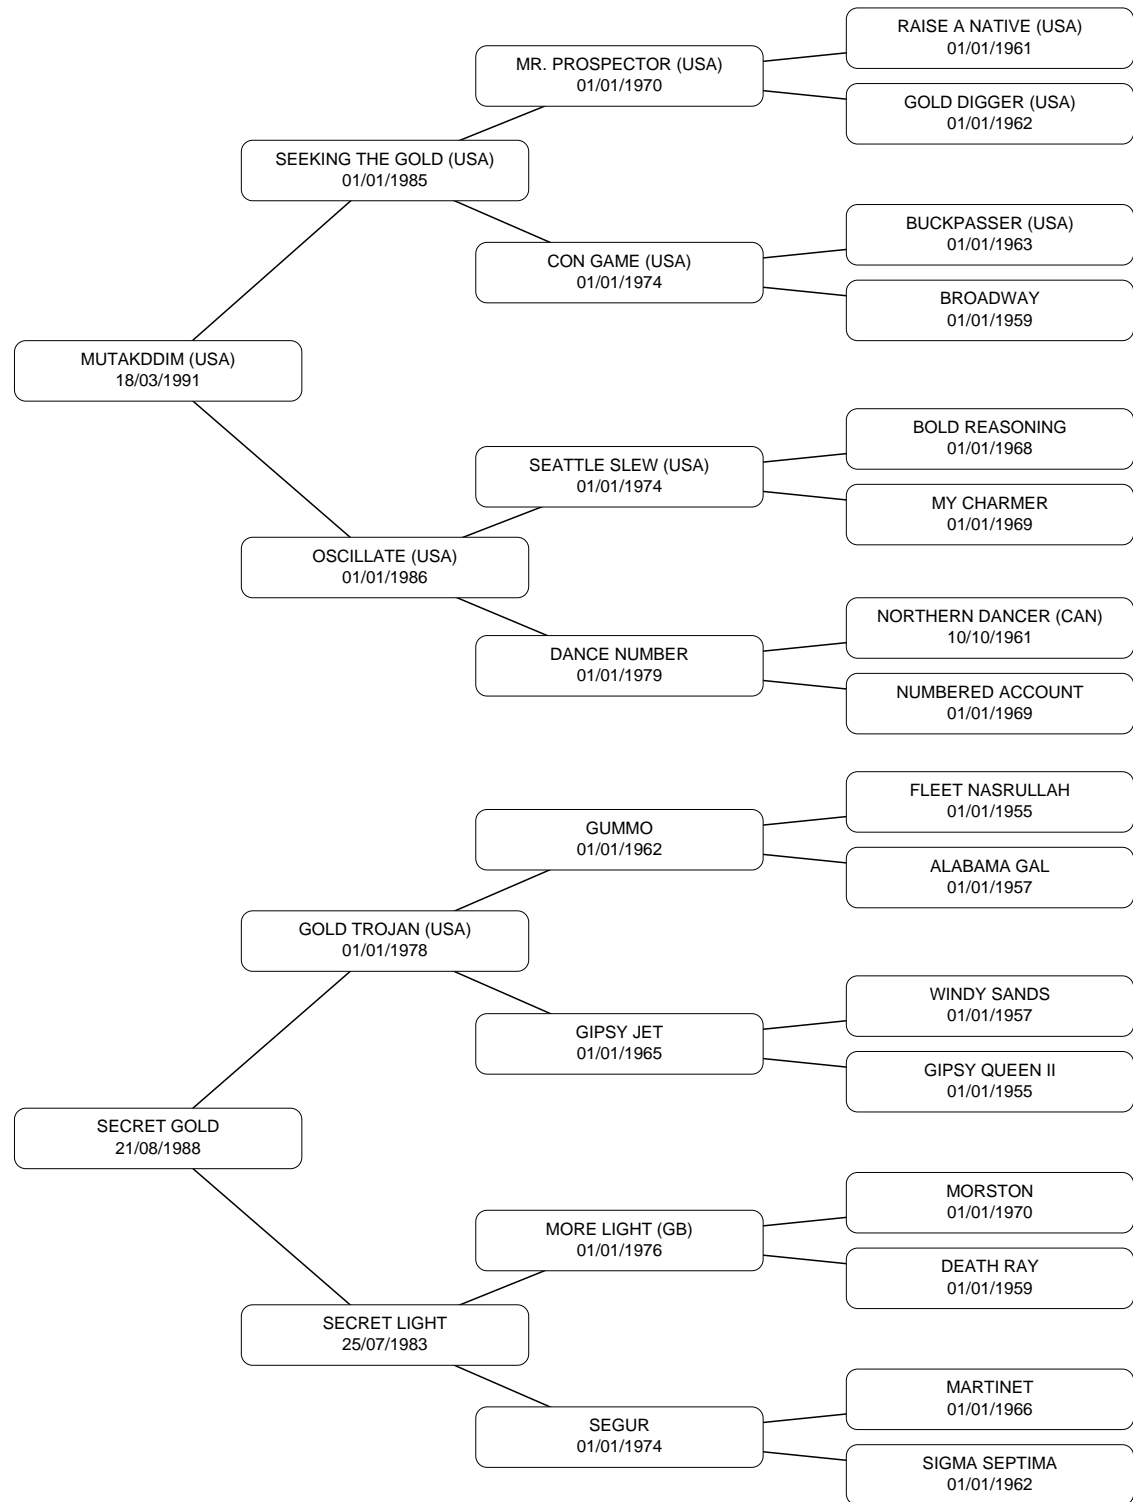 RAISE A NATIVE (USA)
01/01/1961
MR. PROSPECTOR (USA)
01/01/1970
GOLD DIGGER (USA)
01/01/1962
SEEKING THE GOLD (USA)
01/01/1985
BUCKPASSER (USA)
01/01/1963
CON GAME (USA)
01/01/1974
BROADWAY
01/01/1959
MUTAKDDIM (USA)
18/03/1991
BOLD REASONING
01/01/1968
SEATTLE SLEW (USA)
01/01/1974
MY CHARMER
01/01/1969
OSCILLATE (USA)
01/01/1986
NORTHERN DANCER (CAN)
10/10/1961
DANCE NUMBER
01/01/1979
NUMBERED ACCOUNT
01/01/1969
FLEET NASRULLAH
01/01/1955
GUMMO
01/01/1962
ALABAMA GAL
01/01/1957
GOLD TROJAN (USA)
01/01/1978
WINDY SANDS
01/01/1957
GIPSY JET
01/01/1965
GIPSY QUEEN II
01/01/1955
SECRET GOLD
21/08/1988
MORSTON
01/01/1970
MORE LIGHT (GB)
01/01/1976
DEATH RAY
01/01/1959
SECRET LIGHT
25/07/1983
MARTINET
01/01/1966
SEGUR
01/01/1974
SIGMA SEPTIMA
01/01/1962